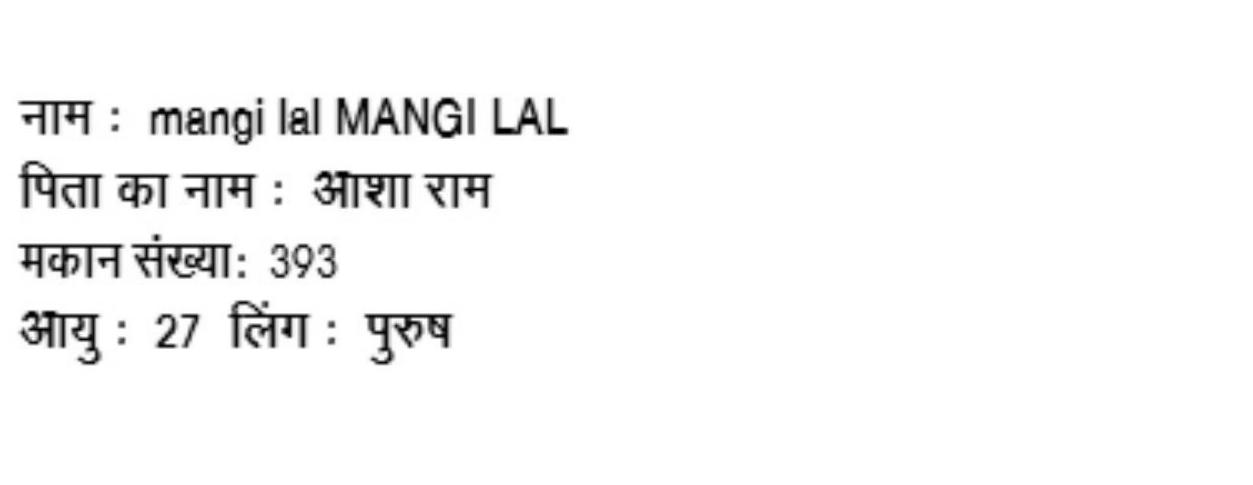 नाम : mangi lal MANGI LAL
पिता का नाम : आशा राम
मकान संख्या: 393
आयु : 27 लिंग : पुरुष